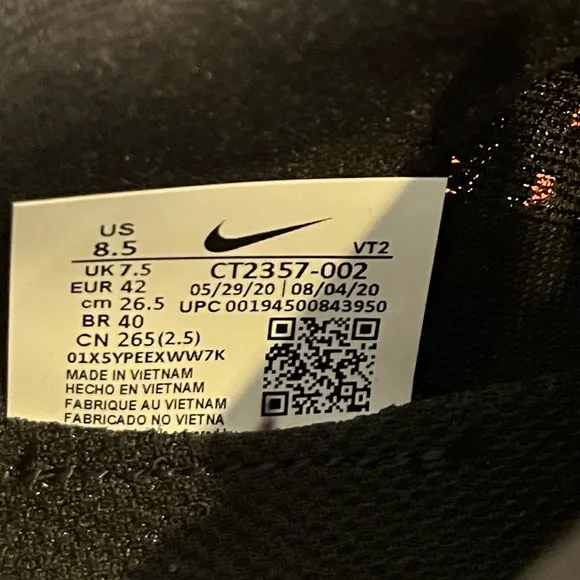 US
8.5
VT2
UK 7.5
CT2357-002
EUR 42
05/29/20 | 08/04/20
cm 26.5
UPC 00194500843950
BR 40
CN 265(2.5)
01X5YPEEXWW7K
MADE IN VIETNAM
HECHO EN VIETNAM
FABRIQUE AU VIETNAM
FABRICADO NO VIETNA